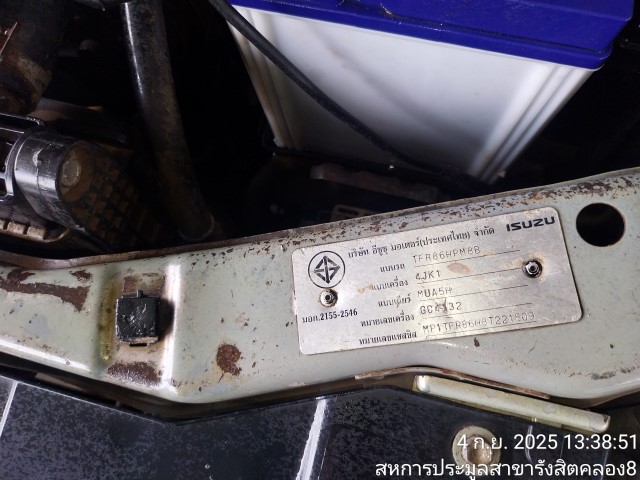 บริษัท อีซูซุ มอเตอร์(ประเทศไทย) จำกัด ISUZU
แบบรถ TFR86HPM8B
แบบเครื่อง 4JK1
แบบเกียร์ MUA5H
หมายเลขเครื่อง
หมายเลขแชสซิส
มอก.2155-2546
4 ก.ย. 2025 13:38:51
สหการประมูลสาขารังสิตคลอง8